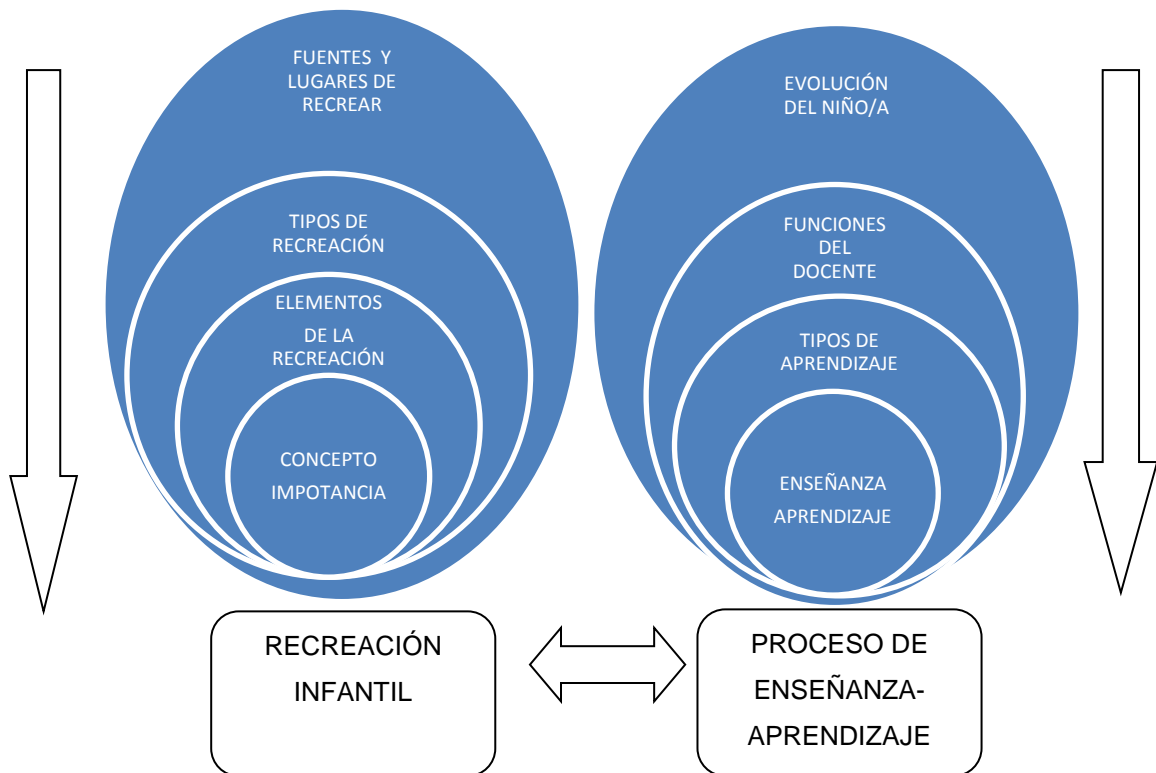 FUENTES Y
LUGARES DE
RECREAR
TIPOS DE
RECREACIÓN
ELEMENTOS
DE LA
RECREACIÓN
CONCEPTO
IMPOTANCIA
EVOLUCIÓN
DEL NIÑO/A
FUNCIONES
DEL
DOCENTE
TIPOS DE
APRENDIZAJE
ENSEÑANZA
APRENDIZAJE
RECREACIÓN
INFANTIL
PROCESO DE
ENSEÑANZA-
APRENDIZAJE